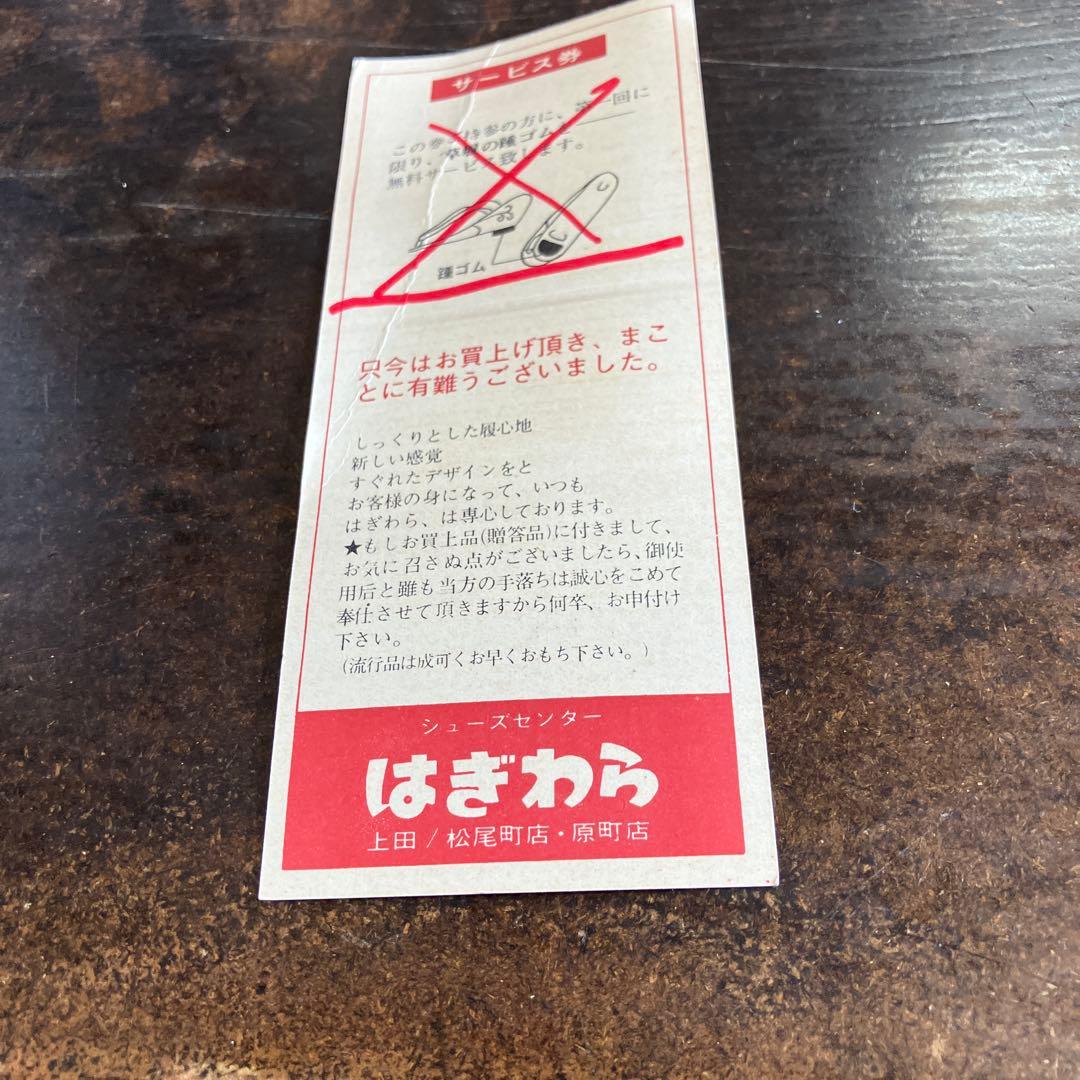 サービス券
この券ご持参の方に、第一回に
限り、草履の踵ゴムを
無料サービス致します。
踵ゴム
只今はお買上げ頂き、まこ
とに有難うございました。
しっくりとした履心地
新しい感覚
すぐれたデザインをと
お客様の身になって、いつも
はぎわら、は専心しております。
★もしお買上品(贈答品)に付きまして、
お気に召さぬ点がございましたら、御使
用后と雖も当方の手落ちは誠心をこめて
奉仕させて頂きますから何卒、お申付け
下さい。
(流行品は成可くお早くおもち下さい。)
シューズセンター
はぎわら
上田/松尾町店・原町店